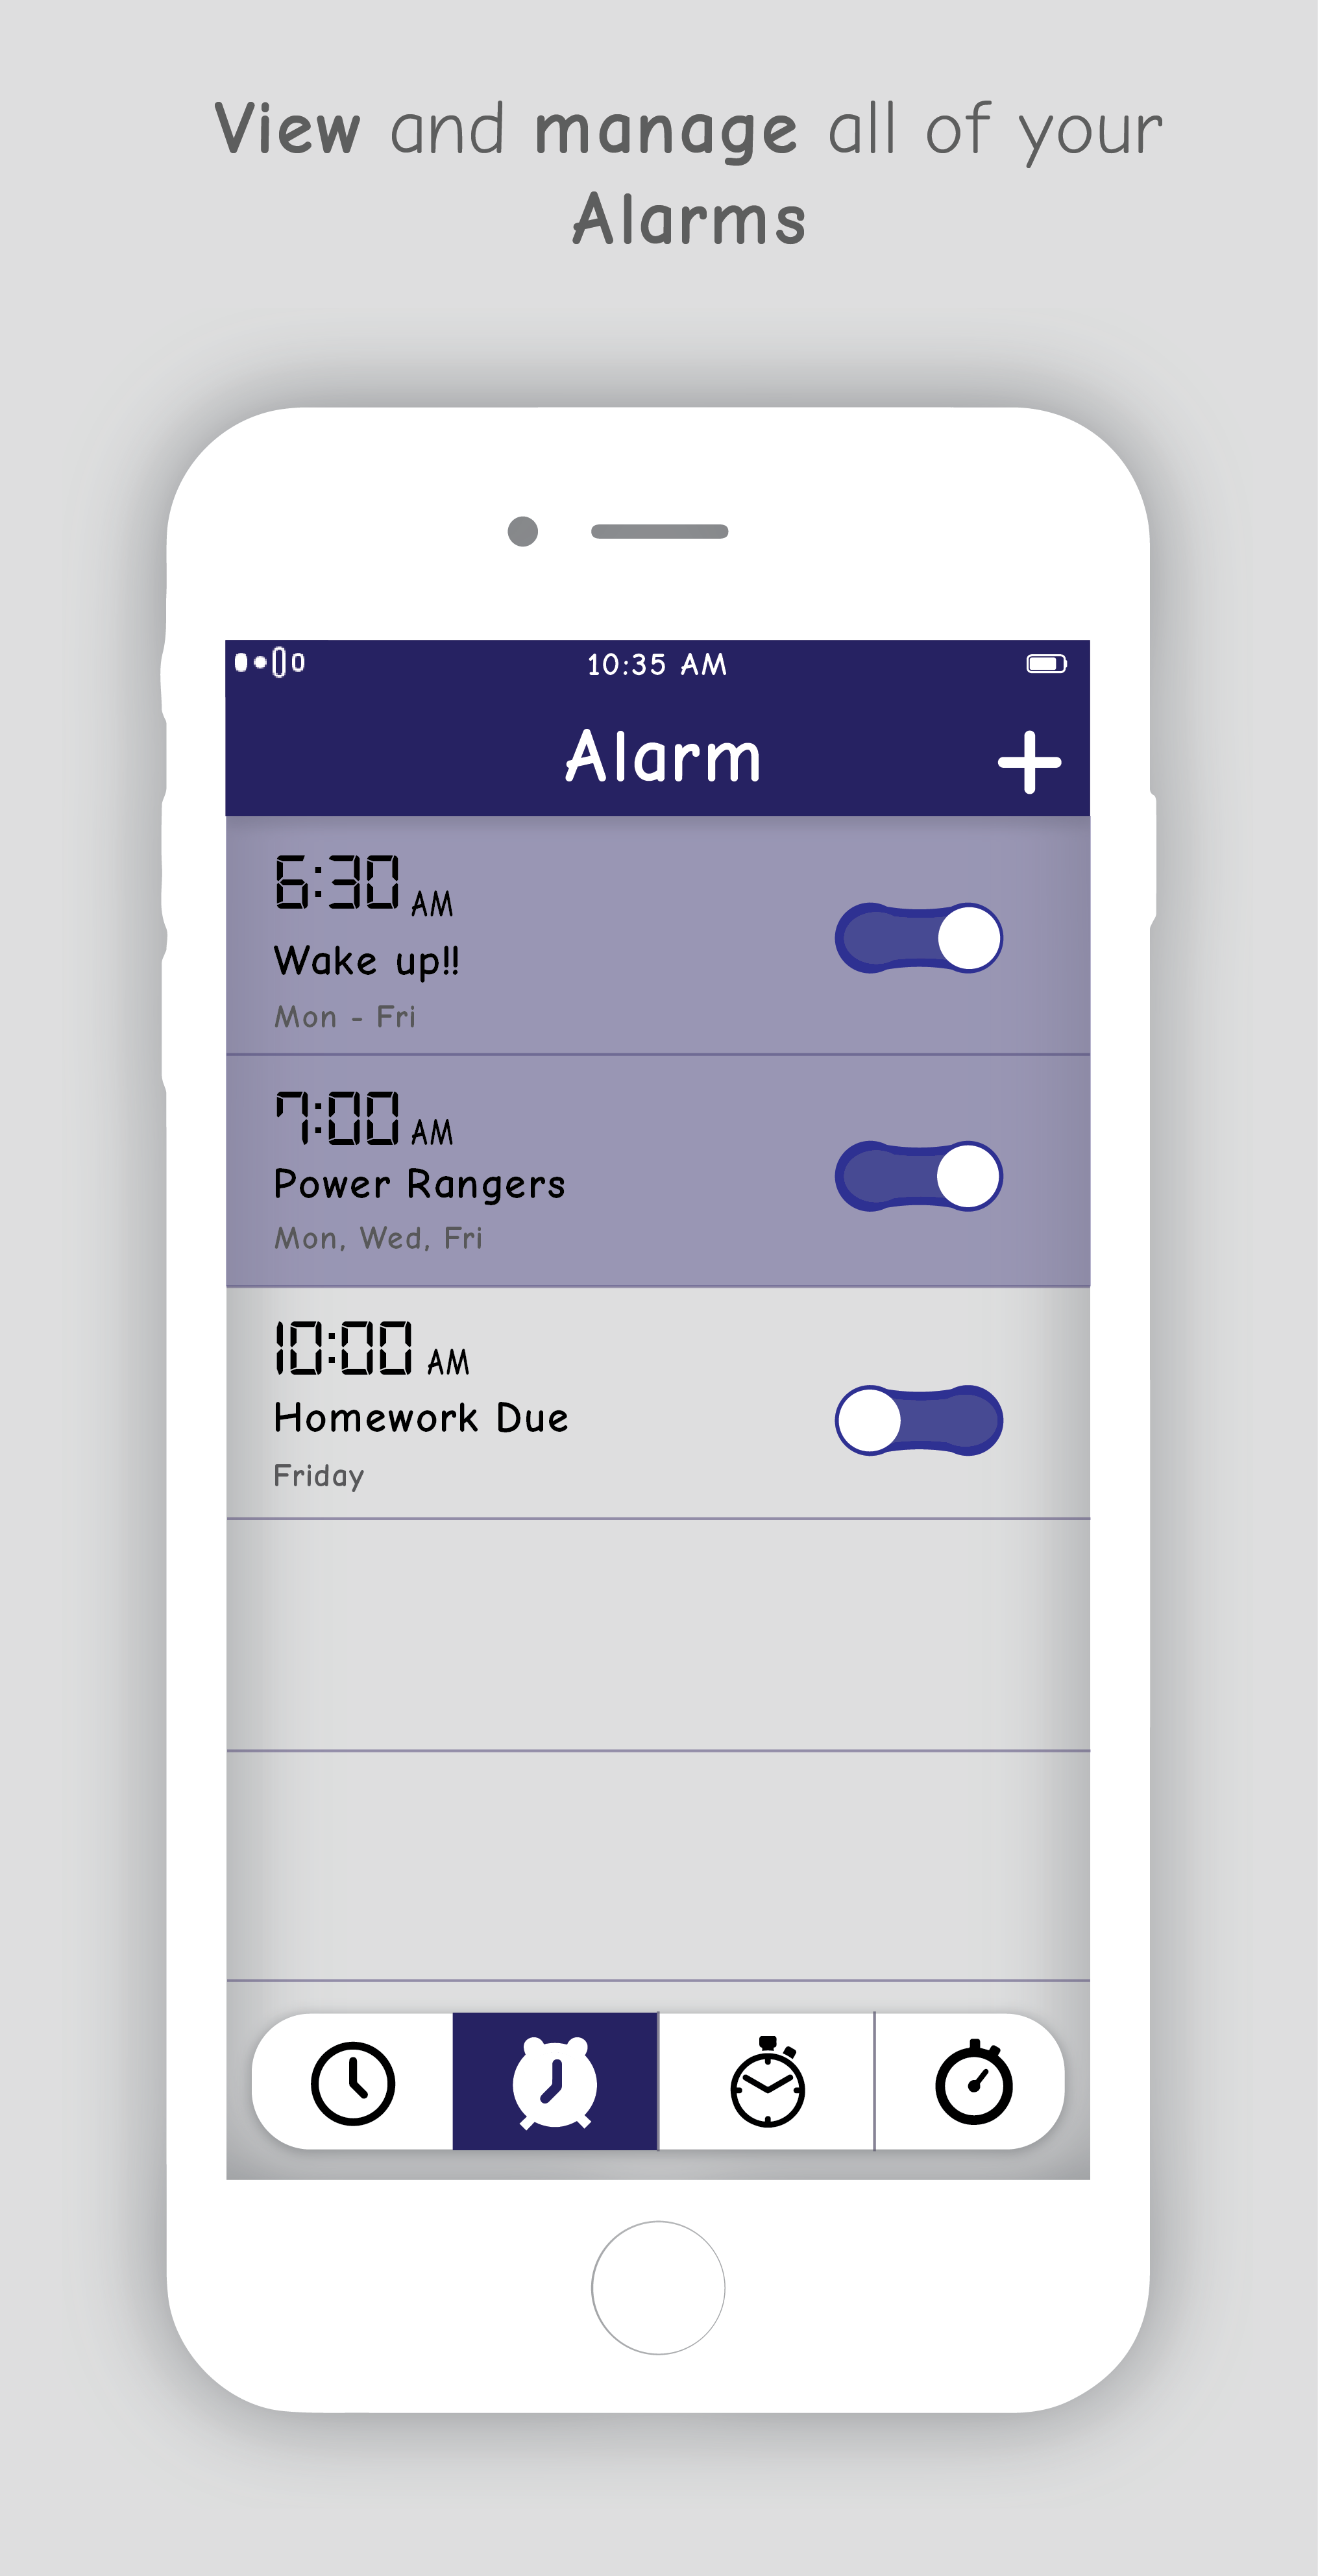 View and manage all of your
Alarms
10:35 AM
Alarm
6:30 AM
Wake up!!
Mon - Fri
7:00 AM
Power Rangers
Mon, Wed, Fri
10:00 AM
Homework Due
Friday